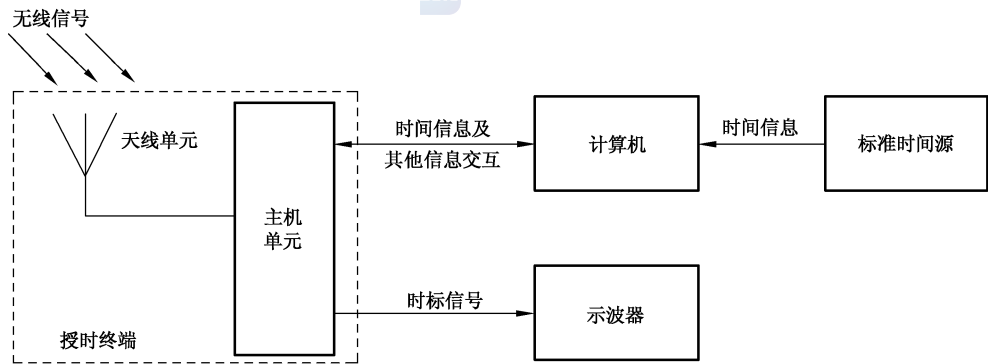 无线信号
天线单元
主机
单元
授时终端
时间信息及
其他信息交互
计算机
时间信息
标准时间源
时标信号
示波器